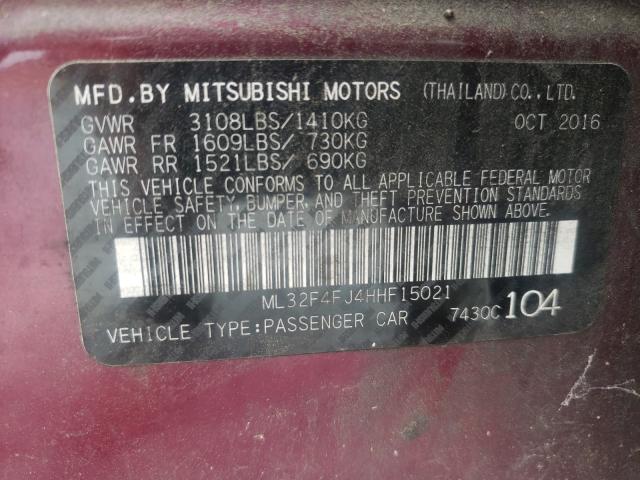 MFD.BY MITSUBISHI MOTORS (THAILAND)CO.,LTD.
GVWR 3108LBS/1410KG OCT 2016
GAWR FR 1609LBS/ 730KG
GAWR RR 1521LBS/ 690KG
THIS VEHICLE CONFORMS TO ALL APPLICABLE FEDERAL MOTOR
VEHICLE SAFETY, BUMPER, AND THEFT PREVENTION STANDARDS
IN EFFECT ON THE DATE OF MANUFACTURE SHOWN ABOVE.
ML32F4FJ4HHF15021
VEHICLE TYPE:PASSENGER CAR 7430C 104